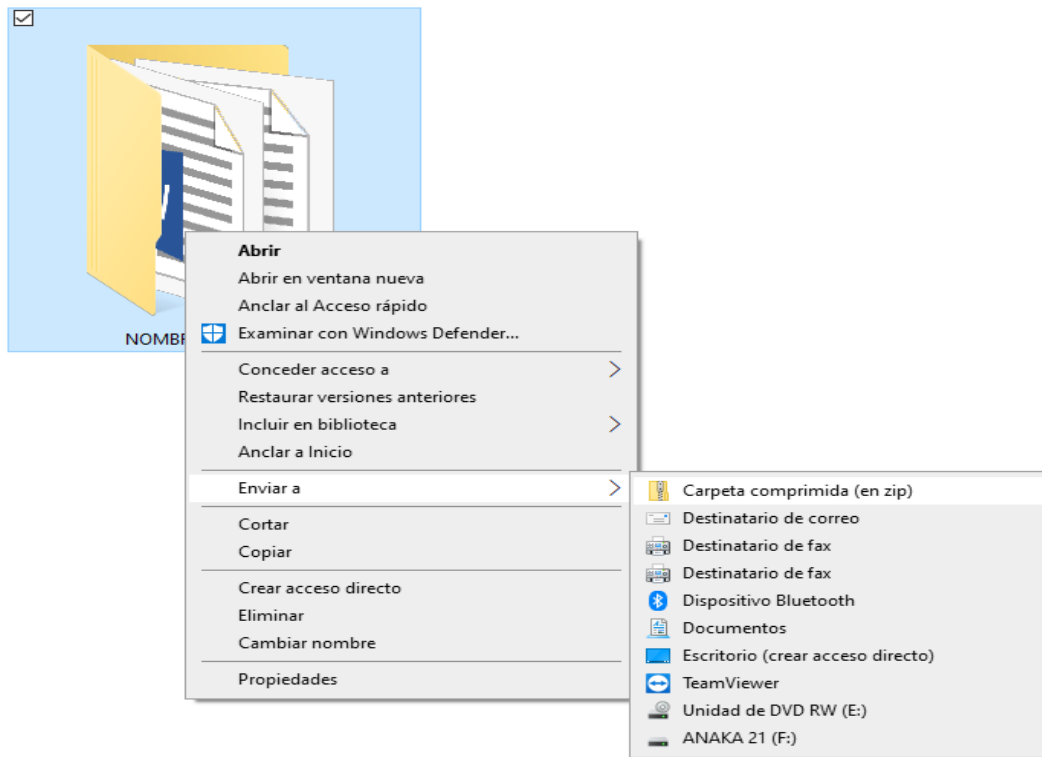 NOMBR
Abrir
Abrir en ventana nueva
Anclar al Acceso rápido
Examinar con Windows Defender...
Conceder acceso a
Restaurar versiones anteriores
Incluir en biblioteca
Anclar a Inicio
Enviar a
Cortar
Copiar
Crear acceso directo
Eliminar
Cambiar nombre
Propiedades
Carpeta comprimida (en zip)
Destinatario de correo
Destinatario de fax
Destinatario de fax
Dispositivo Bluetooth
Documentos
Escritorio (crear acceso directo)
TeamViewer
Unidad de DVD RW (E:)
ANAKA 21 (F:)